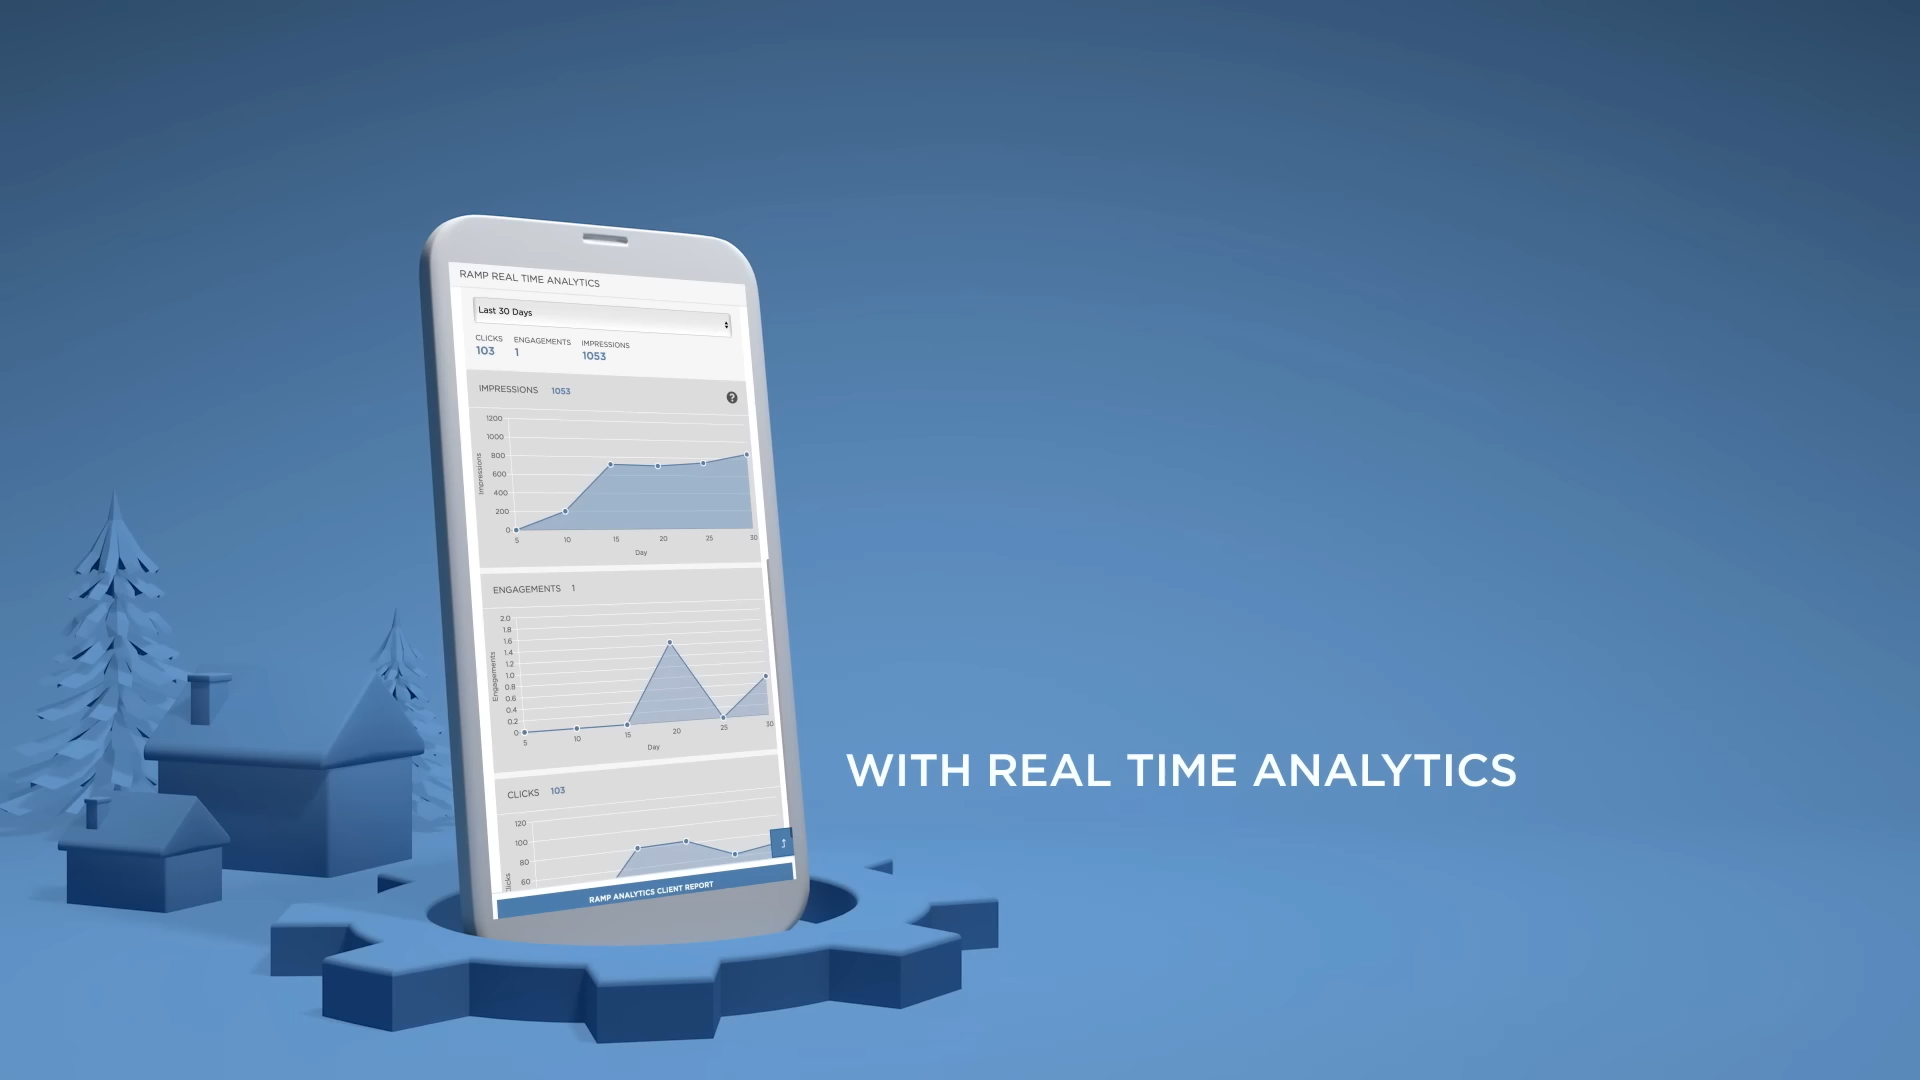 RAMP REAL TIME ANALYTICS
Last 30 Days
CLICKS ENGAGEMENTS IMPRESSIONS
103 1 1053
IMPRESSIONS 1053
?
1200
1000
800
600
400
200
0
Impressions
5 10 15 20 25 30
Day
ENGAGEMENTS 1
2.0
1.8
1.6
1.4
1.2
1.0
0.8
0.6
0.4
0.2
0
Engagements
5 10 15 20 25 30
Day
CLICKS 103
120
100
80
60
Clicks
RAMP ANALYTICS CLIENT REPORT
WITH REAL TIME ANALYTICS